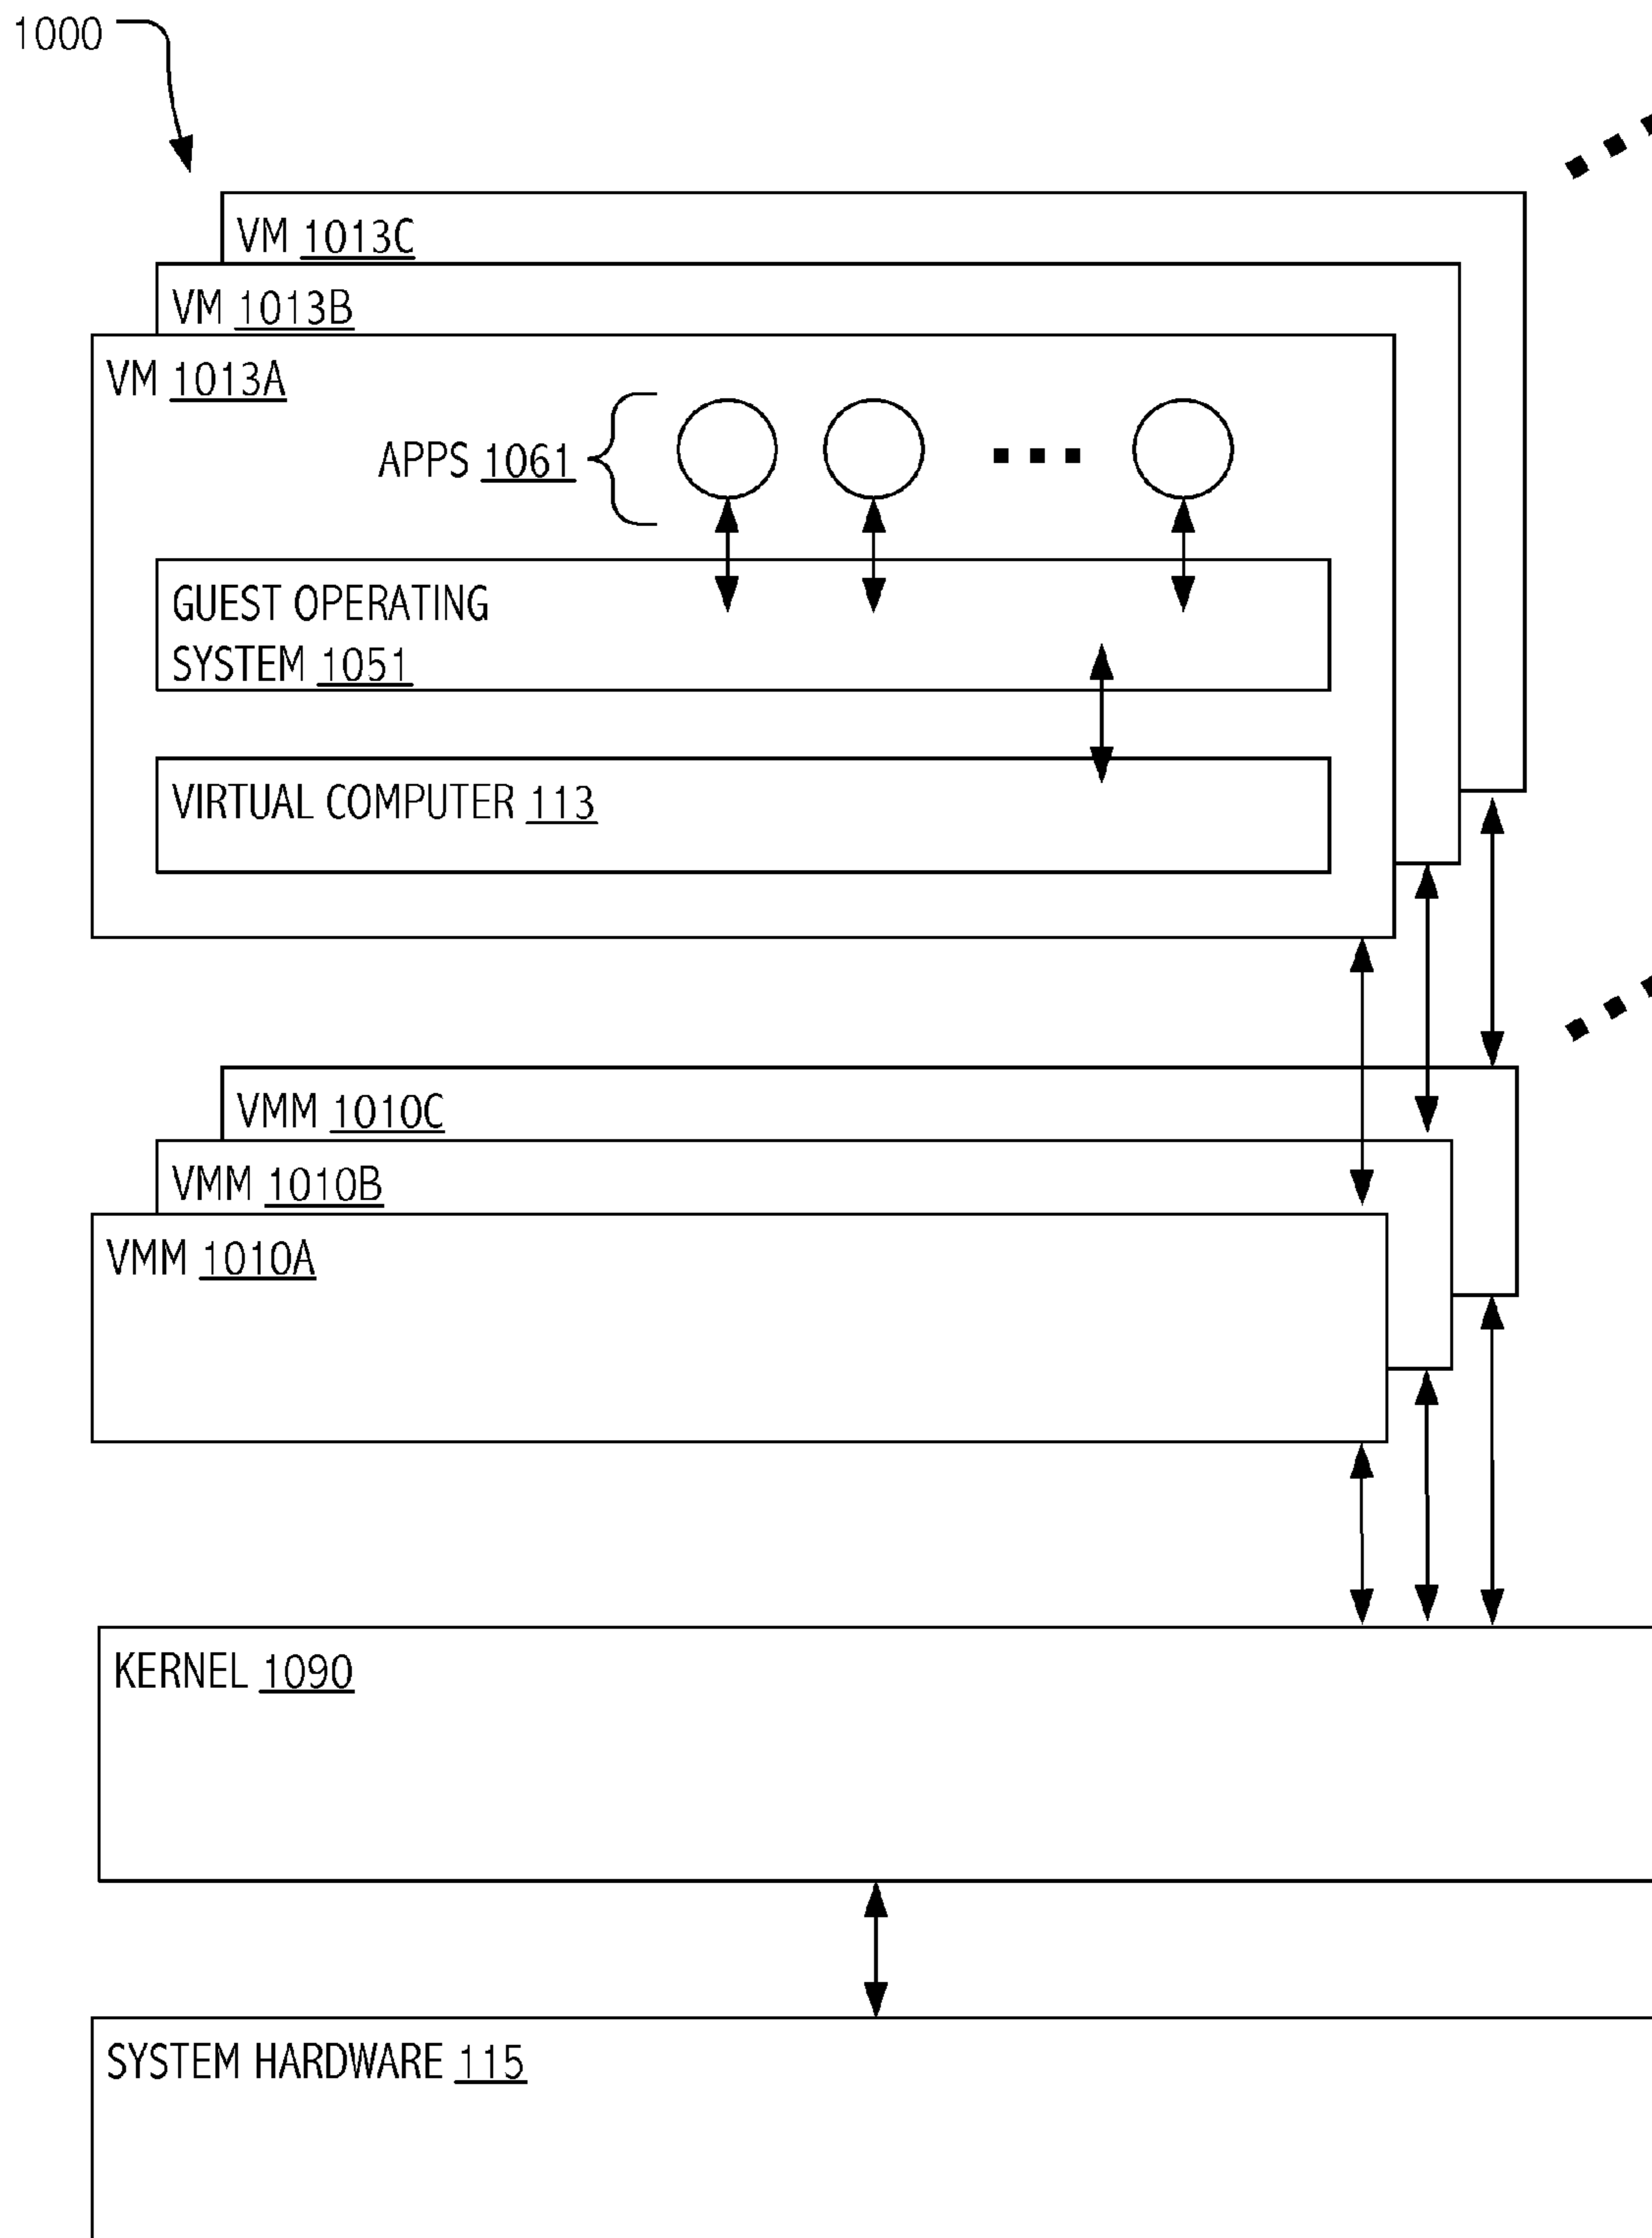 1000
VM 1013C
VM 1013B
VM 1013A
APPS 1061
GUEST OPERATING
SYSTEM 1051
VIRTUAL COMPUTER 113
VMM 1010C
VMM 1010B
VMM 1010A
KERNEL 1090
SYSTEM HARDWARE 115